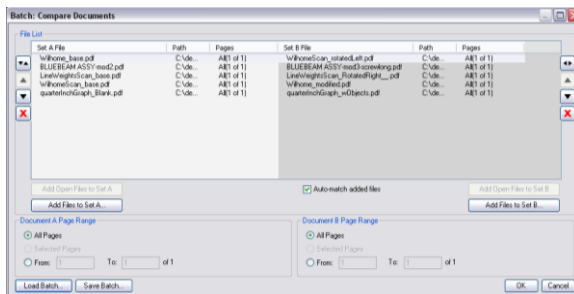 Batch: Compare Documents
File List
Set A File Path Pages Set B File Path Pages
Wilhome_base.pdf C:\de... All(1 of 1) WilhomeScan_rotatedLeft.pdf C:\de... All(1 of 1)
BLUEBEAM ASSY-mod2.pdf C:\de... All(1 of 1) BLUEBEAM ASSY-mod3-screwlong.pdf C:\de... All(1 of 1)
LineWeightsScan_base.pdf C:\de... All(1 of 1) LineWeightsScan_RotatedRight__.pdf C:\de... All(1 of 1)
WilhomeScan_base.pdf C:\de... All(1 of 1) Wilhome_modified.pdf C:\de... All(1 of 1)
quarterInchGraph_Blank.pdf C:\de... All(1 of 1) quarterInchGraph_wObjects.pdf C:\de... All(1 of 1)
Add Open Files to Set A Auto-match added files Add Open Files to Set B
Add Files to Set A... Add Files to Set B...
Document A Page Range Document B Page Range
All Pages All Pages
Selected Pages Selected Pages
From: 1 To: 1 of 1 From: 1 To: 1 of 1
Load Batch... Save Batch... OK Cancel